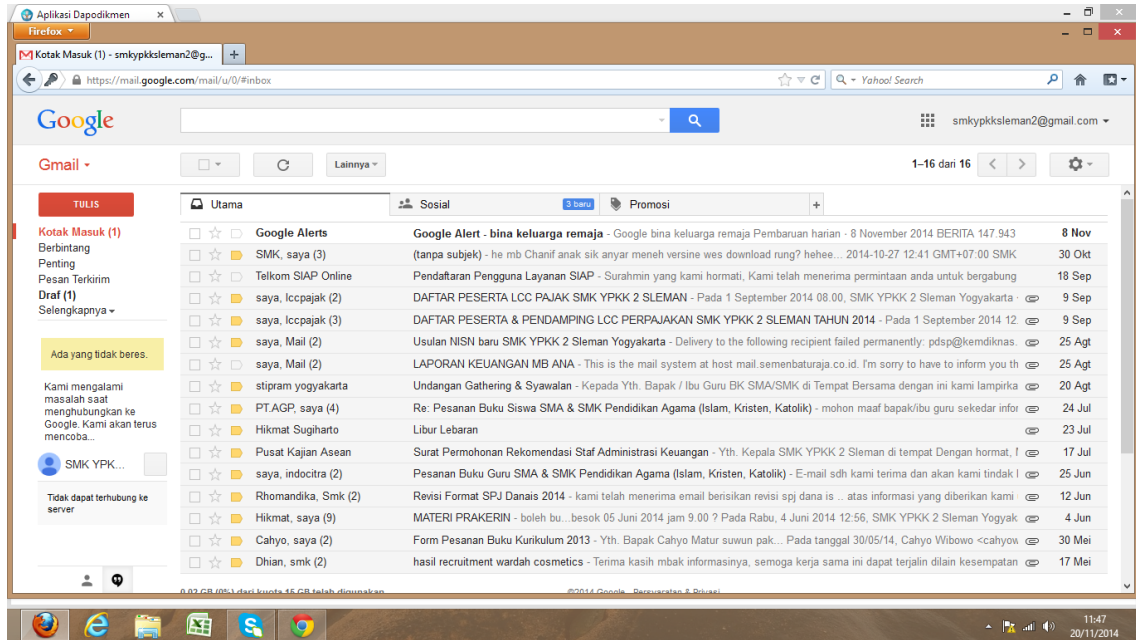 Aplikasi Dapodikmen
Firefox
Kotak Masuk (1) - smkypkksleman2@g...
https://mail.google.com/mail/u/0/#inbox
Yahoo! Search
Google
smkypkksleman2@gmail.com
Gmail
Lainnya
1–16 dari 16
TULIS
Utama
Sosial
3 baru
Promosi
Kotak Masuk (1)
Berbintang
Penting
Pesan Terkirim
Draf (1)
Selengkapnya
Ada yang tidak beres.
Kami mengalami
masalah saat
menghubungkan ke
Google. Kami akan terus
mencoba...
SMK YPK...
Tidak dapat terhubung ke
server
Google Alerts Google Alert - bina keluarga remaja - Google bina keluarga remaja Pembaruan harian - 8 November 2014 BERITA 147.943 8 Nov
SMK, saya (3) (tanpa subjek) - he mb Chanif anak sik anyar meneh versine wes download rung? hehee... 2014-10-27 12:41 GMT+07:00 SMK 30 Okt
Telkom SIAP Online Pendaftaran Pengguna Layanan SIAP - Surahmin yang kami hormati, Kami telah menerima permintaan anda untuk bergabung 18 Sep
saya, lccpajak (2) DAFTAR PESERTA LCC PAJAK SMK YPKK 2 SLEMAN - Pada 1 September 2014 08.00, SMK YPKK 2 Sleman Yogyakarta 9 Sep
saya, lccpajak (3) DAFTAR PESERTA & PENDAMPING LCC PERPAJAKAN SMK YPKK 2 SLEMAN TAHUN 2014 - Pada 1 September 2014 12. 9 Sep
saya, Mail (2) Usulan NISN baru SMK YPKK 2 Sleman Yogyakarta - Delivery to the following recipient failed permanently: pdsp@kemdiknas. 25 Agt
saya, Mail (2) LAPORAN KEUANGAN MB ANA - This is the mail system at host mail.semenbaturaja.co.id. I'm sorry to have to inform you th 25 Agt
stipram yogyakarta Undangan Gathering & Syawalan - Kepada Yth. Bapak / Ibu Guru BK SMA/SMK di Tempat Bersama dengan ini kami lampirka 20 Agt
PT.AGP, saya (4) Re: Pesanan Buku Siswa SMA & SMK Pendidikan Agama (Islam, Kristen, Katolik) - mohon maaf bapak/ibu guru sekedar infor 24 Jul
Hikmat Sugiharto Libur Lebaran 23 Jul
Pusat Kajian Asean Surat Permohonan Rekomendasi Staf Administrasi Keuangan - Yth. Kepala SMK YPKK 2 Sleman di tempat Dengan hormat, 17 Jul
saya, indocitra (2) Pesanan Buku Guru SMA & SMK Pendidikan Agama (Islam, Kristen, Katolik) - E-mail sdh kami terima dan akan kami tindak 25 Jun
Rhomandika, Smk (2) Revisi Format SPJ Danais 2014 - kami telah menerima email berisikan revisi spj dana is .. atas informasi yang diberikan kami 12 Jun
Hikmat, saya (9) MATERI PRAKERIN - boleh bu...besok 05 Juni 2014 jam 9.00 ? Pada Rabu, 4 Juni 2014 12:56, SMK YPKK 2 Sleman Yogyak 4 Jun
Cahyo, saya (2) Form Pesanan Buku Kurikulum 2013 - Yth. Bapak Cahyo Matur suwun pak... Pada tanggal 30/05/14, Cahyo Wibowo <cahyow 30 Mei
Dhian, smk (2) hasil recruitment wardah cosmetics - Terima kasih mbak informasinya, semoga kerja sama ini dapat terjalin dilain kesempatan 17 Mei
0,02 GB (0%) dari kuota 15 GB telah digunakan
©2014 Google - Persyaratan & Privasi
11:47
20/11/2014